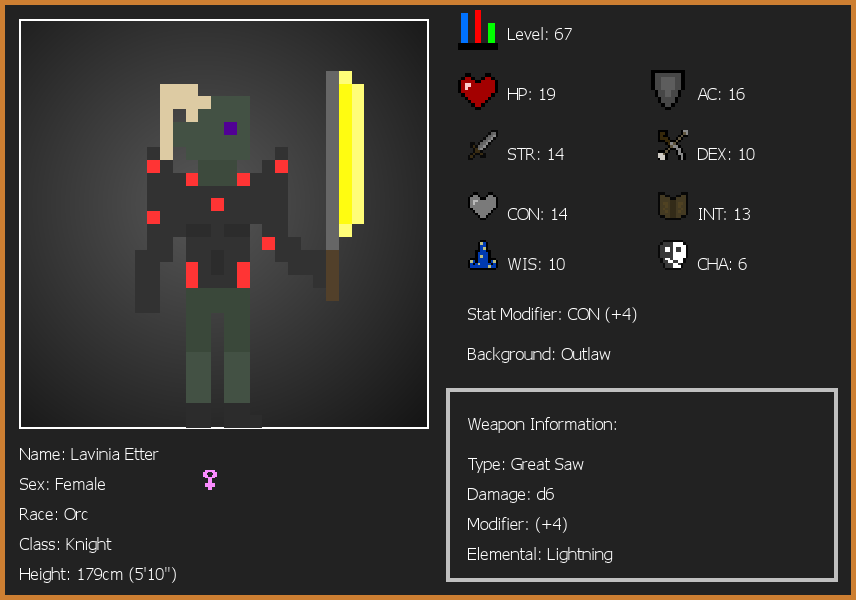 Level: 67
HP: 19
AC: 16
STR: 14
DEX: 10
CON: 14
INT: 13
WIS: 10
CHA: 6
Stat Modifier: CON (+4)
Background: Outlaw
Weapon Information:
Type: Great Saw
Damage: d6
Modifier: (+4)
Elemental: Lightning
Name: Lavinia Etter
Sex: Female
Race: Orc
Class: Knight
Height: 179cm (5'10")